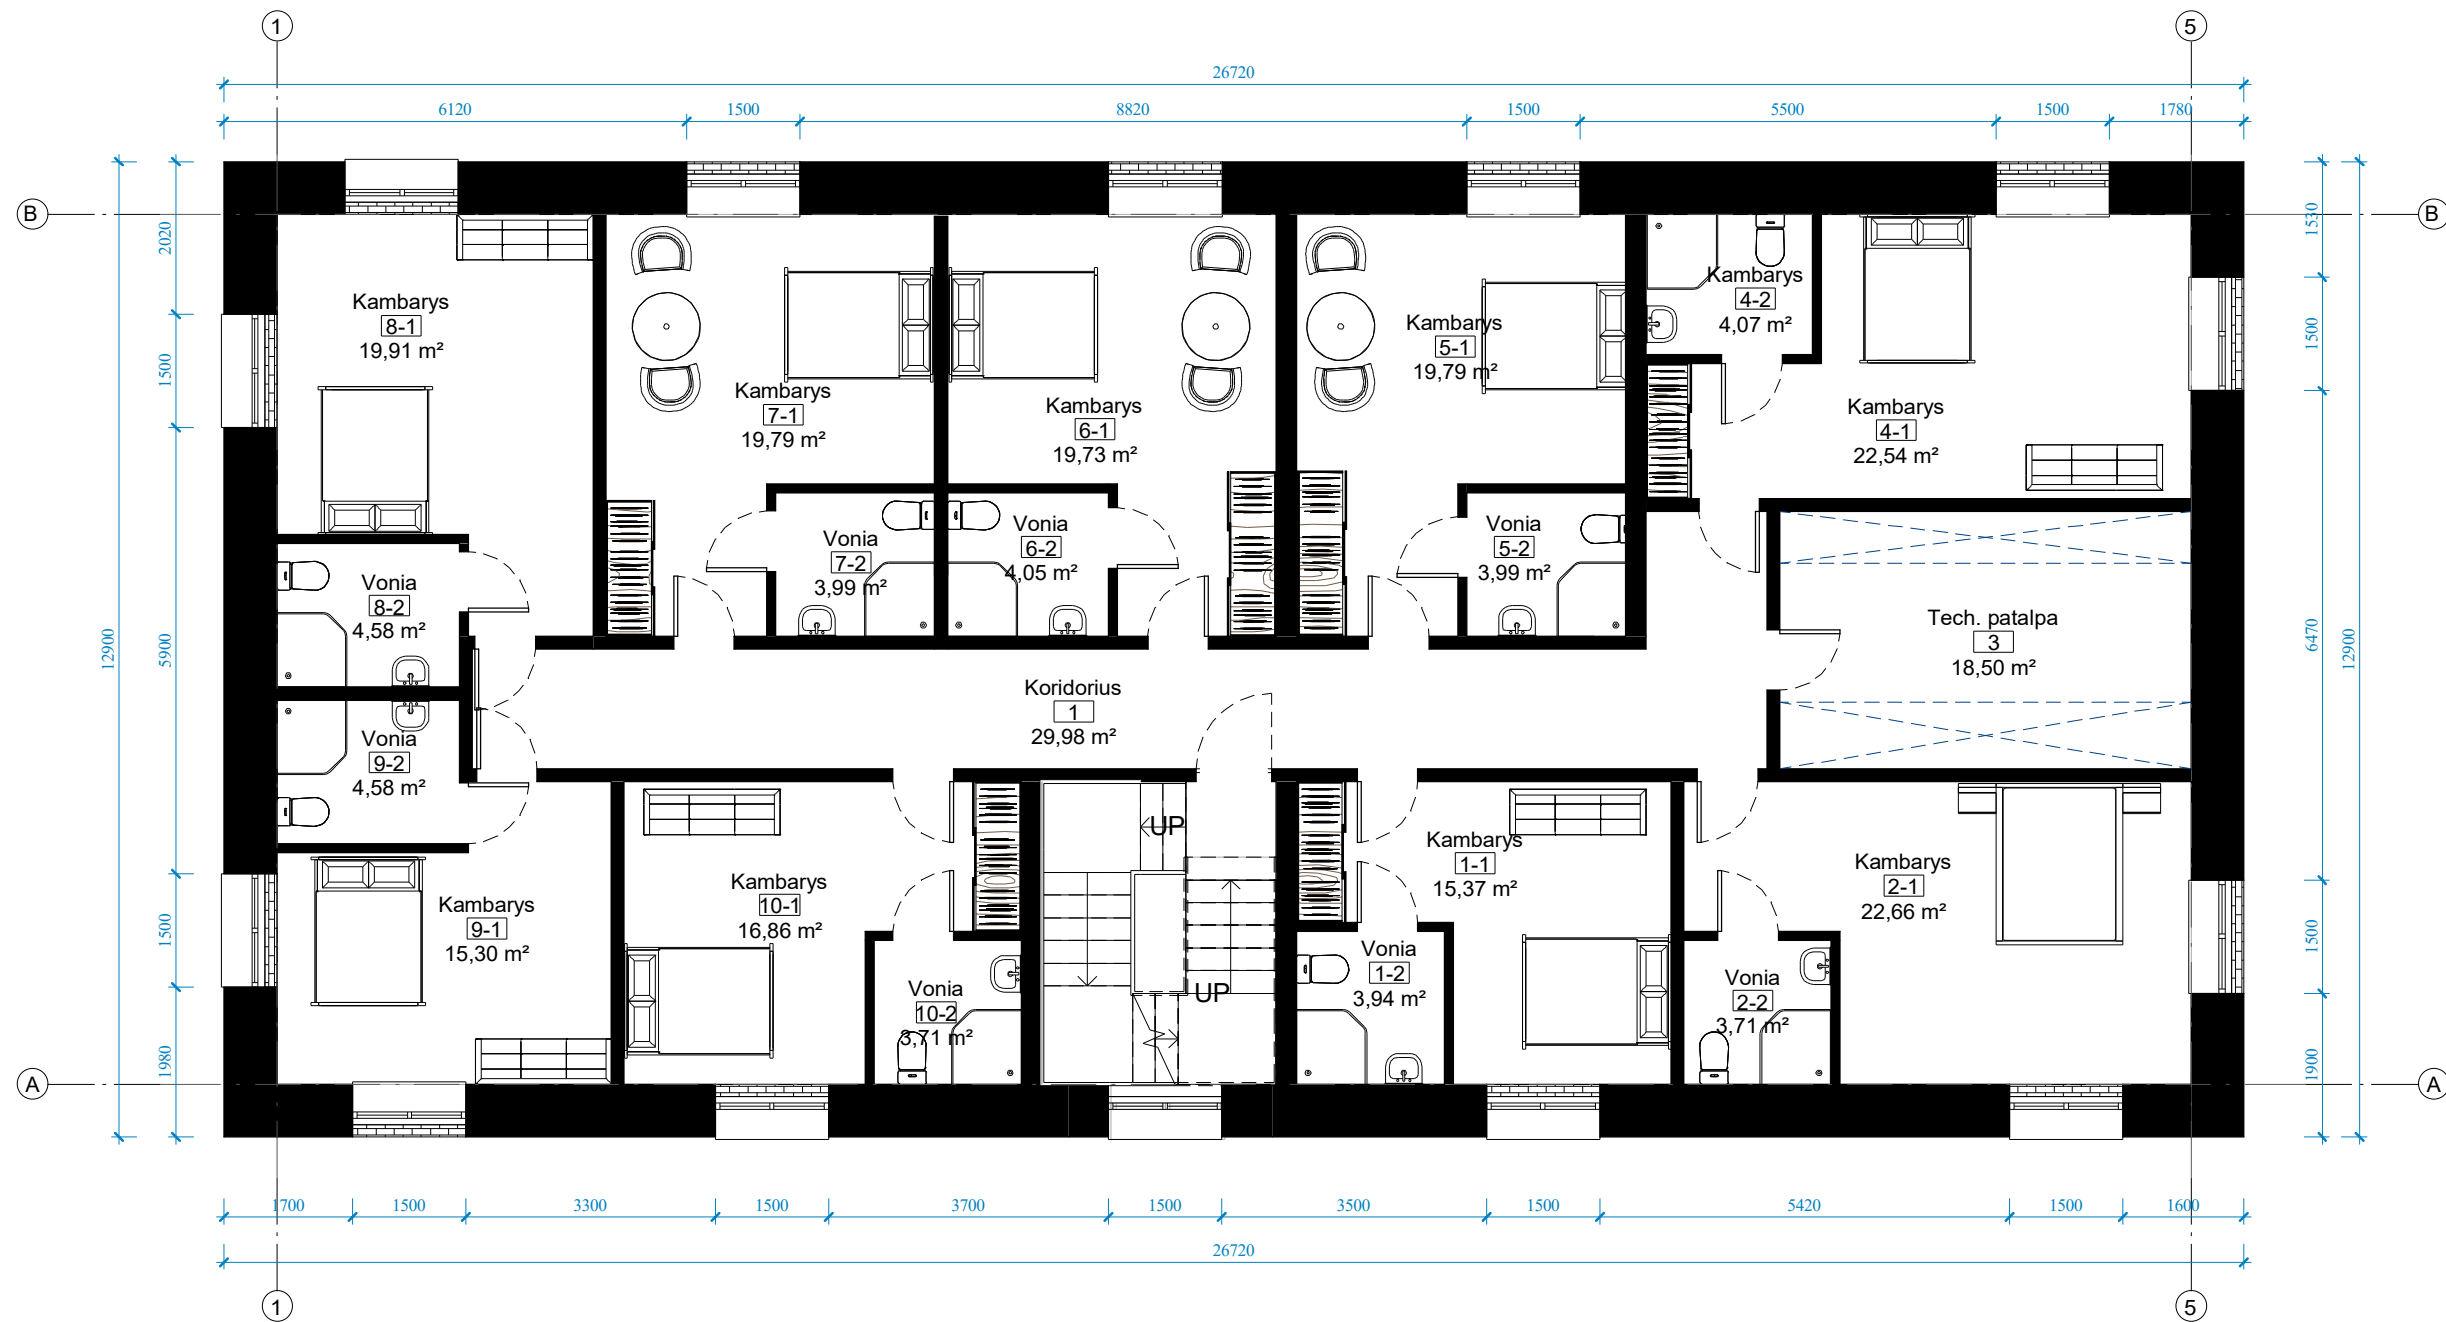 1
5
26720
6120
1500
8820
1500
5500
1500
1780
B
B
12900
2020
1500
5900
1500
1980
1530
1500
6470
1500
1900
12900
Kambarys
8-1
19,91 m²
Kambarys
7-1
19,79 m²
Kambarys
6-1
19,73 m²
Kambarys
5-1
19,79 m²
Kambarys
4-2
4,07 m²
Kambarys
4-1
22,54 m²
Vonia
8-2
4,58 m²
Vonia
7-2
3,99 m²
Vonia
6-2
4,05 m²
Vonia
5-2
3,99 m²
Tech. patalpa
3
18,50 m²
Koridorius
1
29,98 m²
Vonia
9-2
4,58 m²
Kambarys
9-1
15,30 m²
Kambarys
10-1
16,86 m²
Vonia
10-2
3,71 m²
UP
UP
Kambarys
1-1
15,37 m²
Vonia
1-2
3,94 m²
Kambarys
2-1
22,66 m²
Vonia
2-2
3,71 m²
A
A
1700
1500
3300
1500
3700
1500
3500
1500
5420
1500
1600
26720
1
5